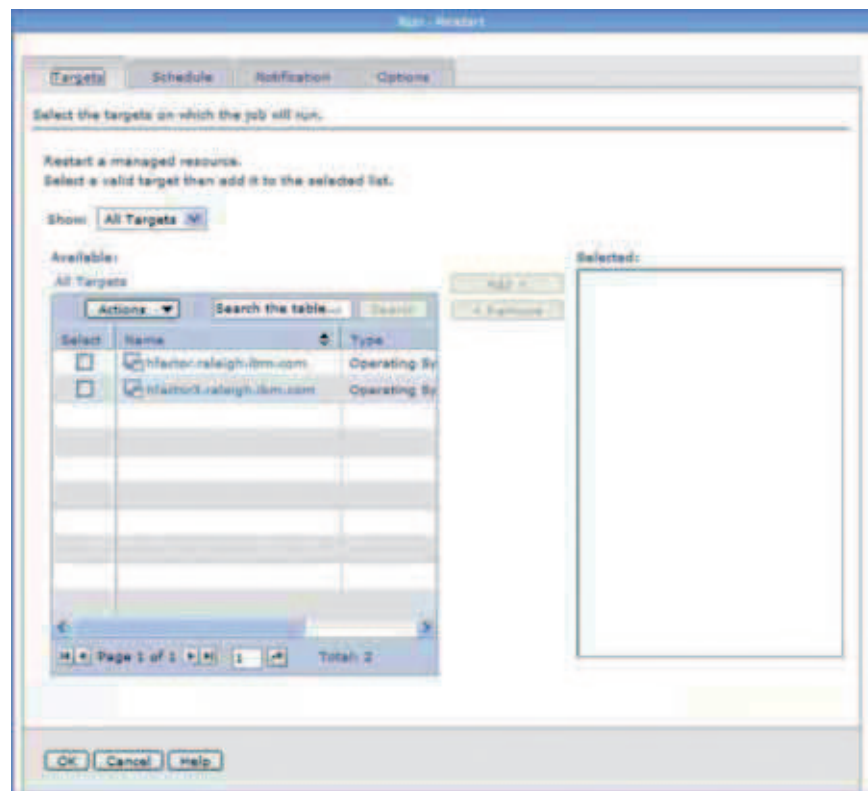 Run - Restart
Targets Schedule Notification Options
Select the targets on which the job will run.
Restart a managed resource.
Select a valid target then add it to the selected list.
Show: All Targets
Available:
Selected:
All Targets
Add >
Actions Search the table... Search
< Remove
Select Name Type
hfactor.raleigh.ibm.com Operating Sy
raleigh.ibm.com Operating Sy
Page 1 of 1 1 Total: 2
OK Cancel Help